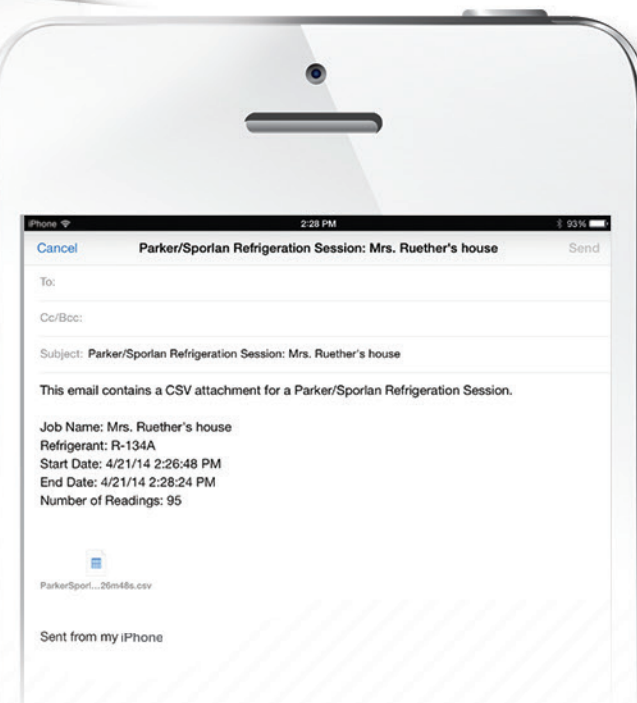 iPhone 2:28 PM 93%
Cancel Parker/Sporlan Refrigeration Session: Mrs. Ruether's house Send
To:
Cc/Bcc:
Subject: Parker/Sporlan Refrigeration Session: Mrs. Ruether's house
This email contains a CSV attachment for a Parker/Sporlan Refrigeration Session.
Job Name: Mrs. Ruether's house
Refrigerant: R-134A
Start Date: 4/21/14 2:26:48 PM
End Date: 4/21/14 2:28:24 PM
Number of Readings: 95
ParkerSporl...26m48s.csv
Sent from my iPhone